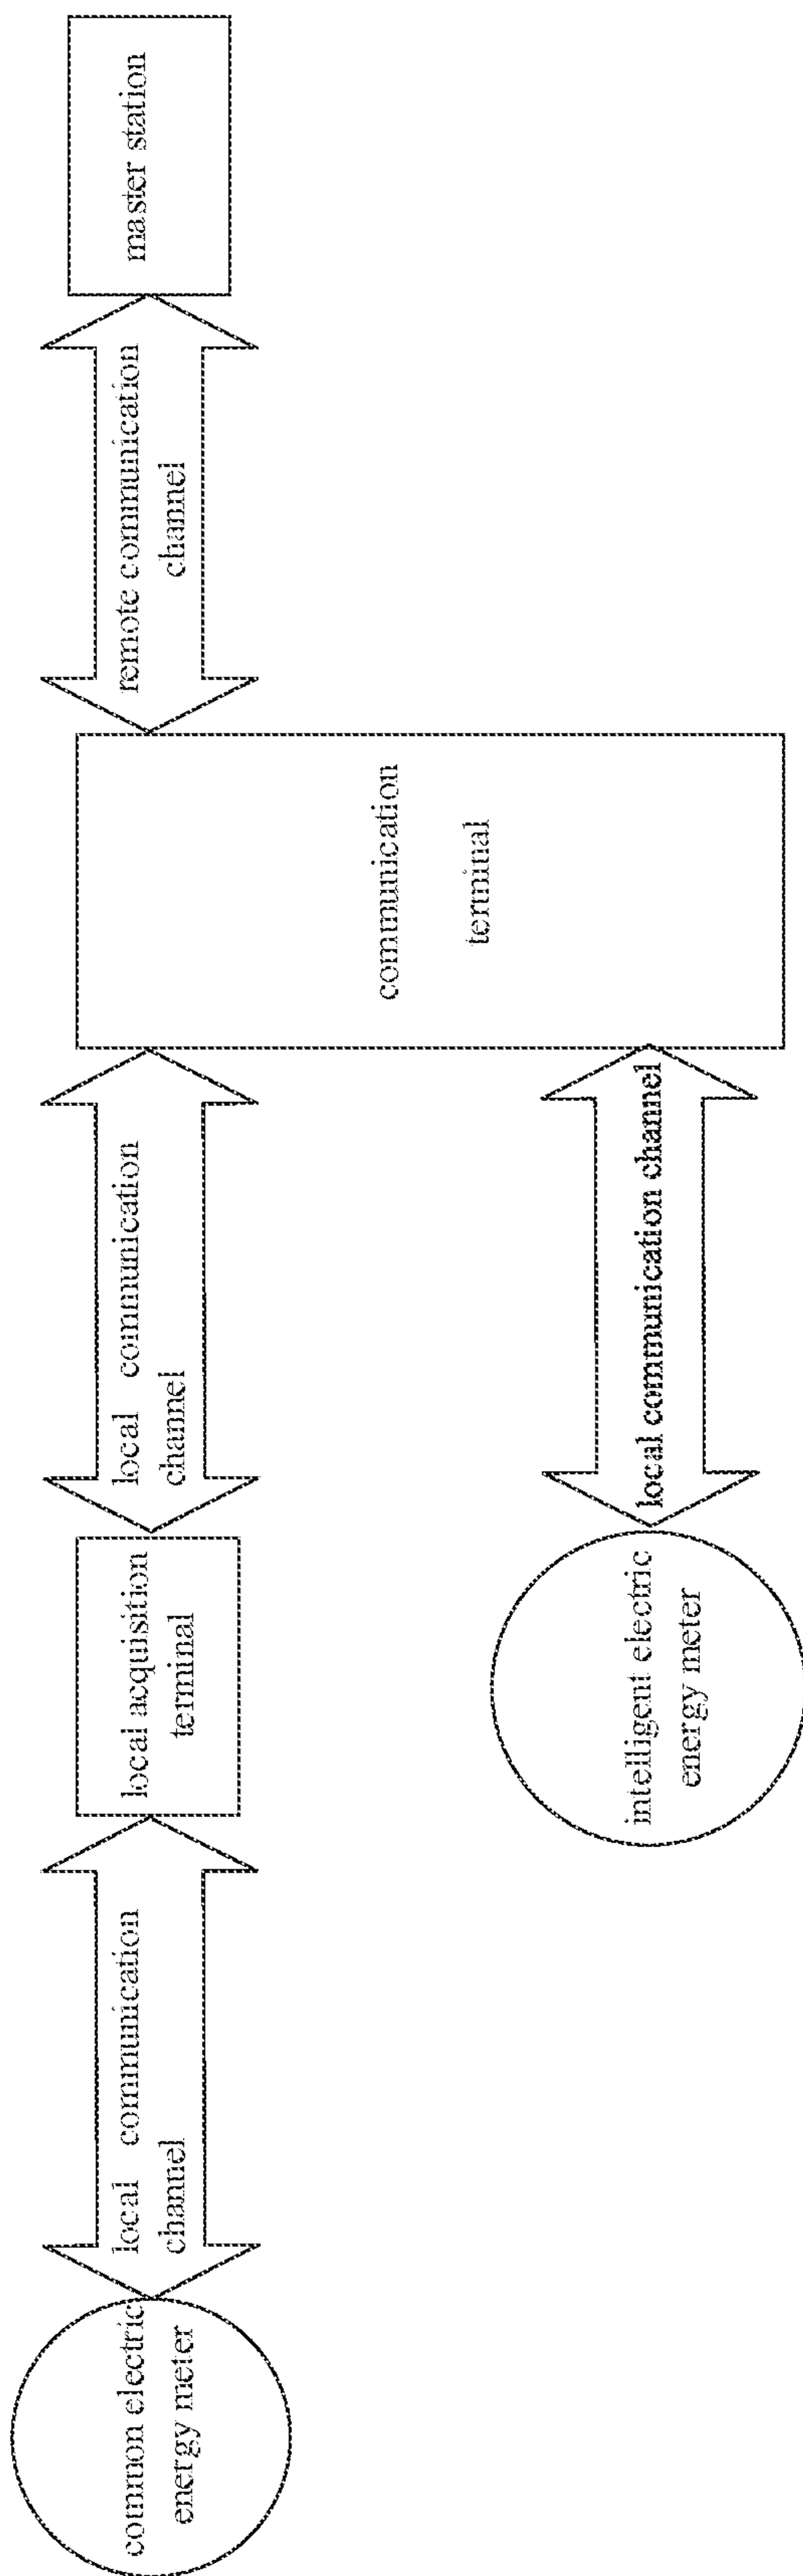 common electric
energy meter
local communication
channel
local acquisition
terminal
local communication
channel
communication
terminal
remote communication
channel
master station
intelligent electric
energy meter
local communication channel